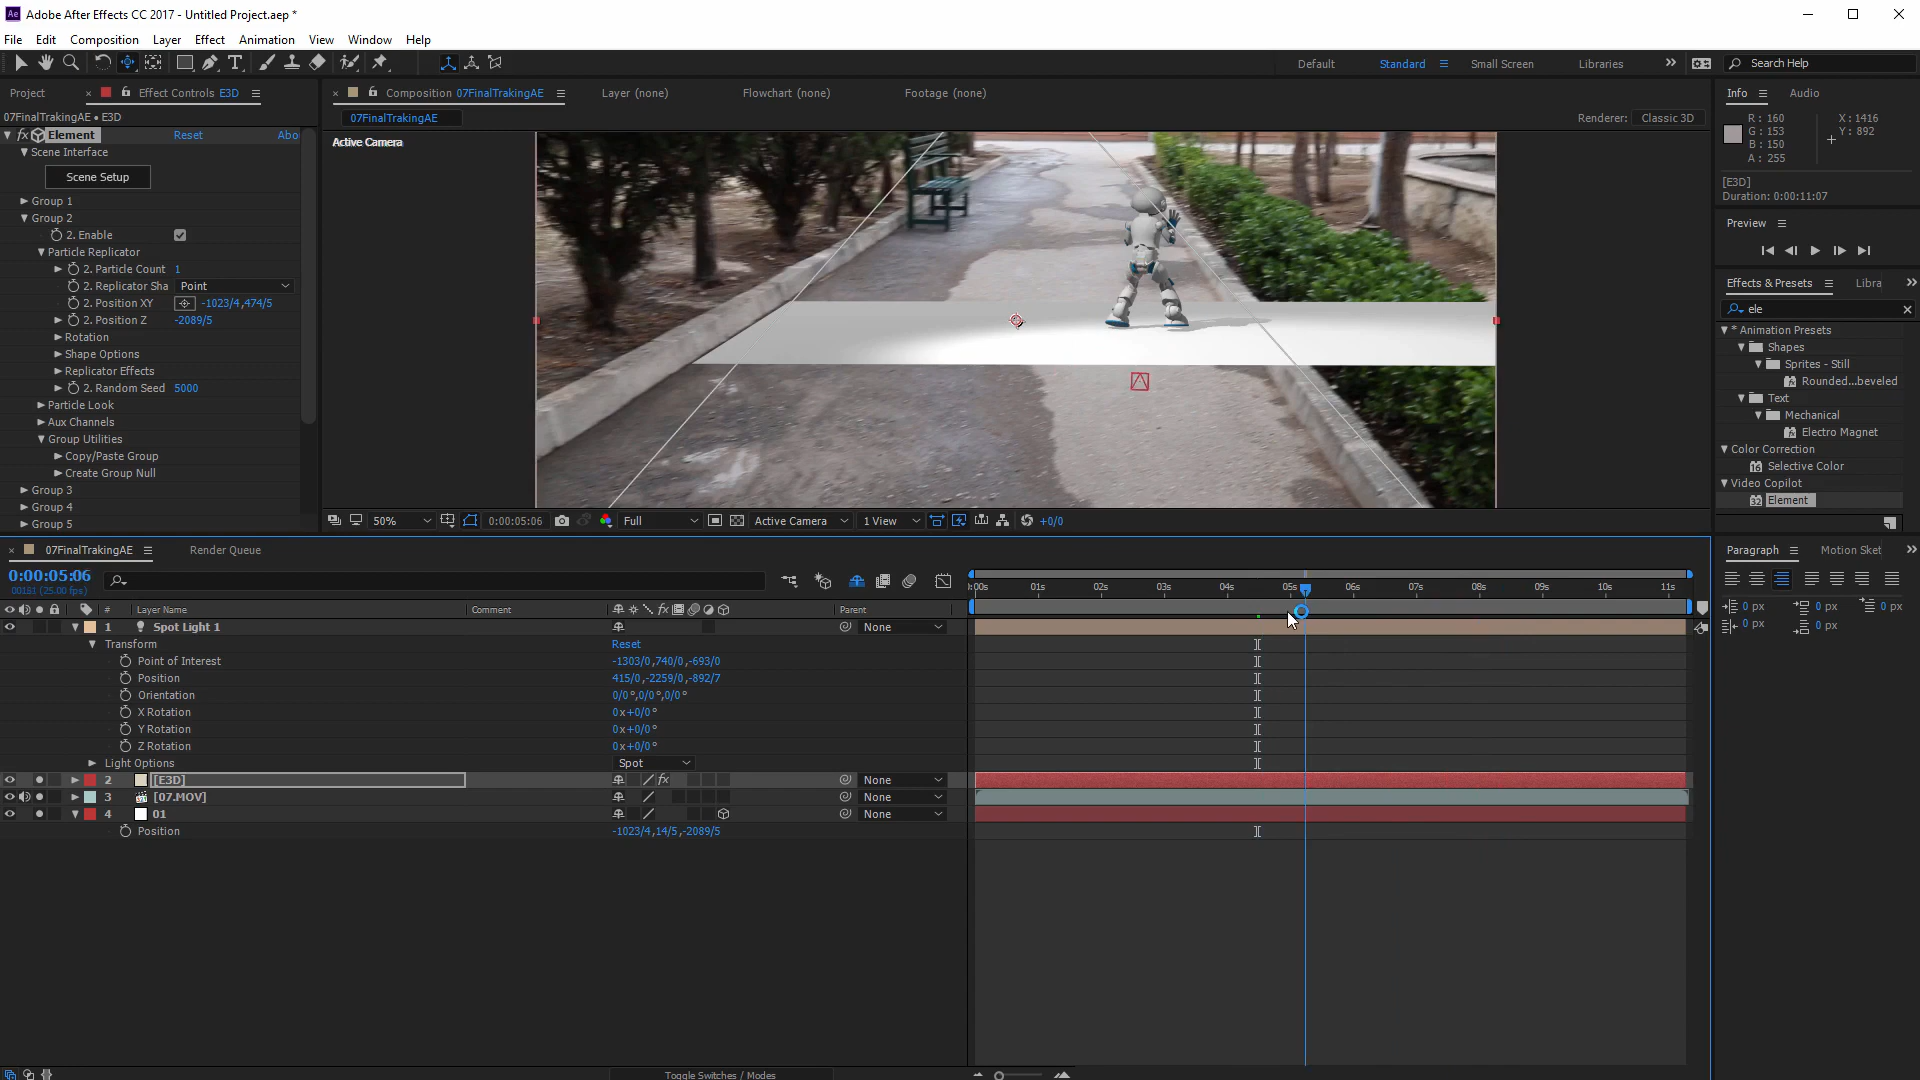 Adobe After Effects CC 2017 - Untitled Project.aep *
File Edit Composition Layer Effect Animation View Window Help
Default Standard Small Screen Libraries Search Help
Project Effect Controls E3D
07FinalTrakingAE • E3D
Element Reset Abo
Scene Interface
Scene Setup
Group 1
Group 2
2. Enable
Particle Replicator
2. Particle Count 1
2. Replicator Sha Point
2. Position XY -1023/4,474/5
2. Position Z -2089/5
Rotation
Shape Options
Replicator Effects
2. Random Seed 5000
Particle Look
Aux Channels
Group Utilities
Copy/Paste Group
Create Group Null
Group 3
Group 4
Group 5
Composition 07FinalTrakingAE Layer (none) Flowchart (none) Footage (none)
07FinalTrakingAE Renderer: Classic 3D
Active Camera
50% 0:00:05:06 Full Active Camera 1 View +0/0
Info Audio
R : 160 X : 1416
G : 153 Y : 892
B : 150
A : 255
[E3D]
Duration: 0:00:11:07
Preview
Effects & Presets Libra
ele
* Animation Presets
Shapes
Sprites - Still
Rounded...beveled
Text
Mechanical
Electro Magnet
Color Correction
Selective Color
Video Copilot
Element
Paragraph Motion Sket
0 px 0 px 0 px
0 px 0 px
07FinalTrakingAE Render Queue
0:00:05:06
(25.00 fps)
:00s 01s 02s 03s 04s 05s 06s 07s 08s 09s 10s 11s
# Layer Name Comment Parent
1 Spot Light 1 None
Transform Reset
Point of Interest -1303/0,740/0,-693/0
Position 415/0,-2259/0,-892/7
Orientation 0/0°,0/0°,0/0°
X Rotation 0x+0/0°
Y Rotation 0x+0/0°
Z Rotation 0x+0/0°
Light Options Spot
2 [E3D] None
3 [07.MOV] None
4 01 None
Position -1023/4,14/5,-2089/5
Toggle Switches / Modes